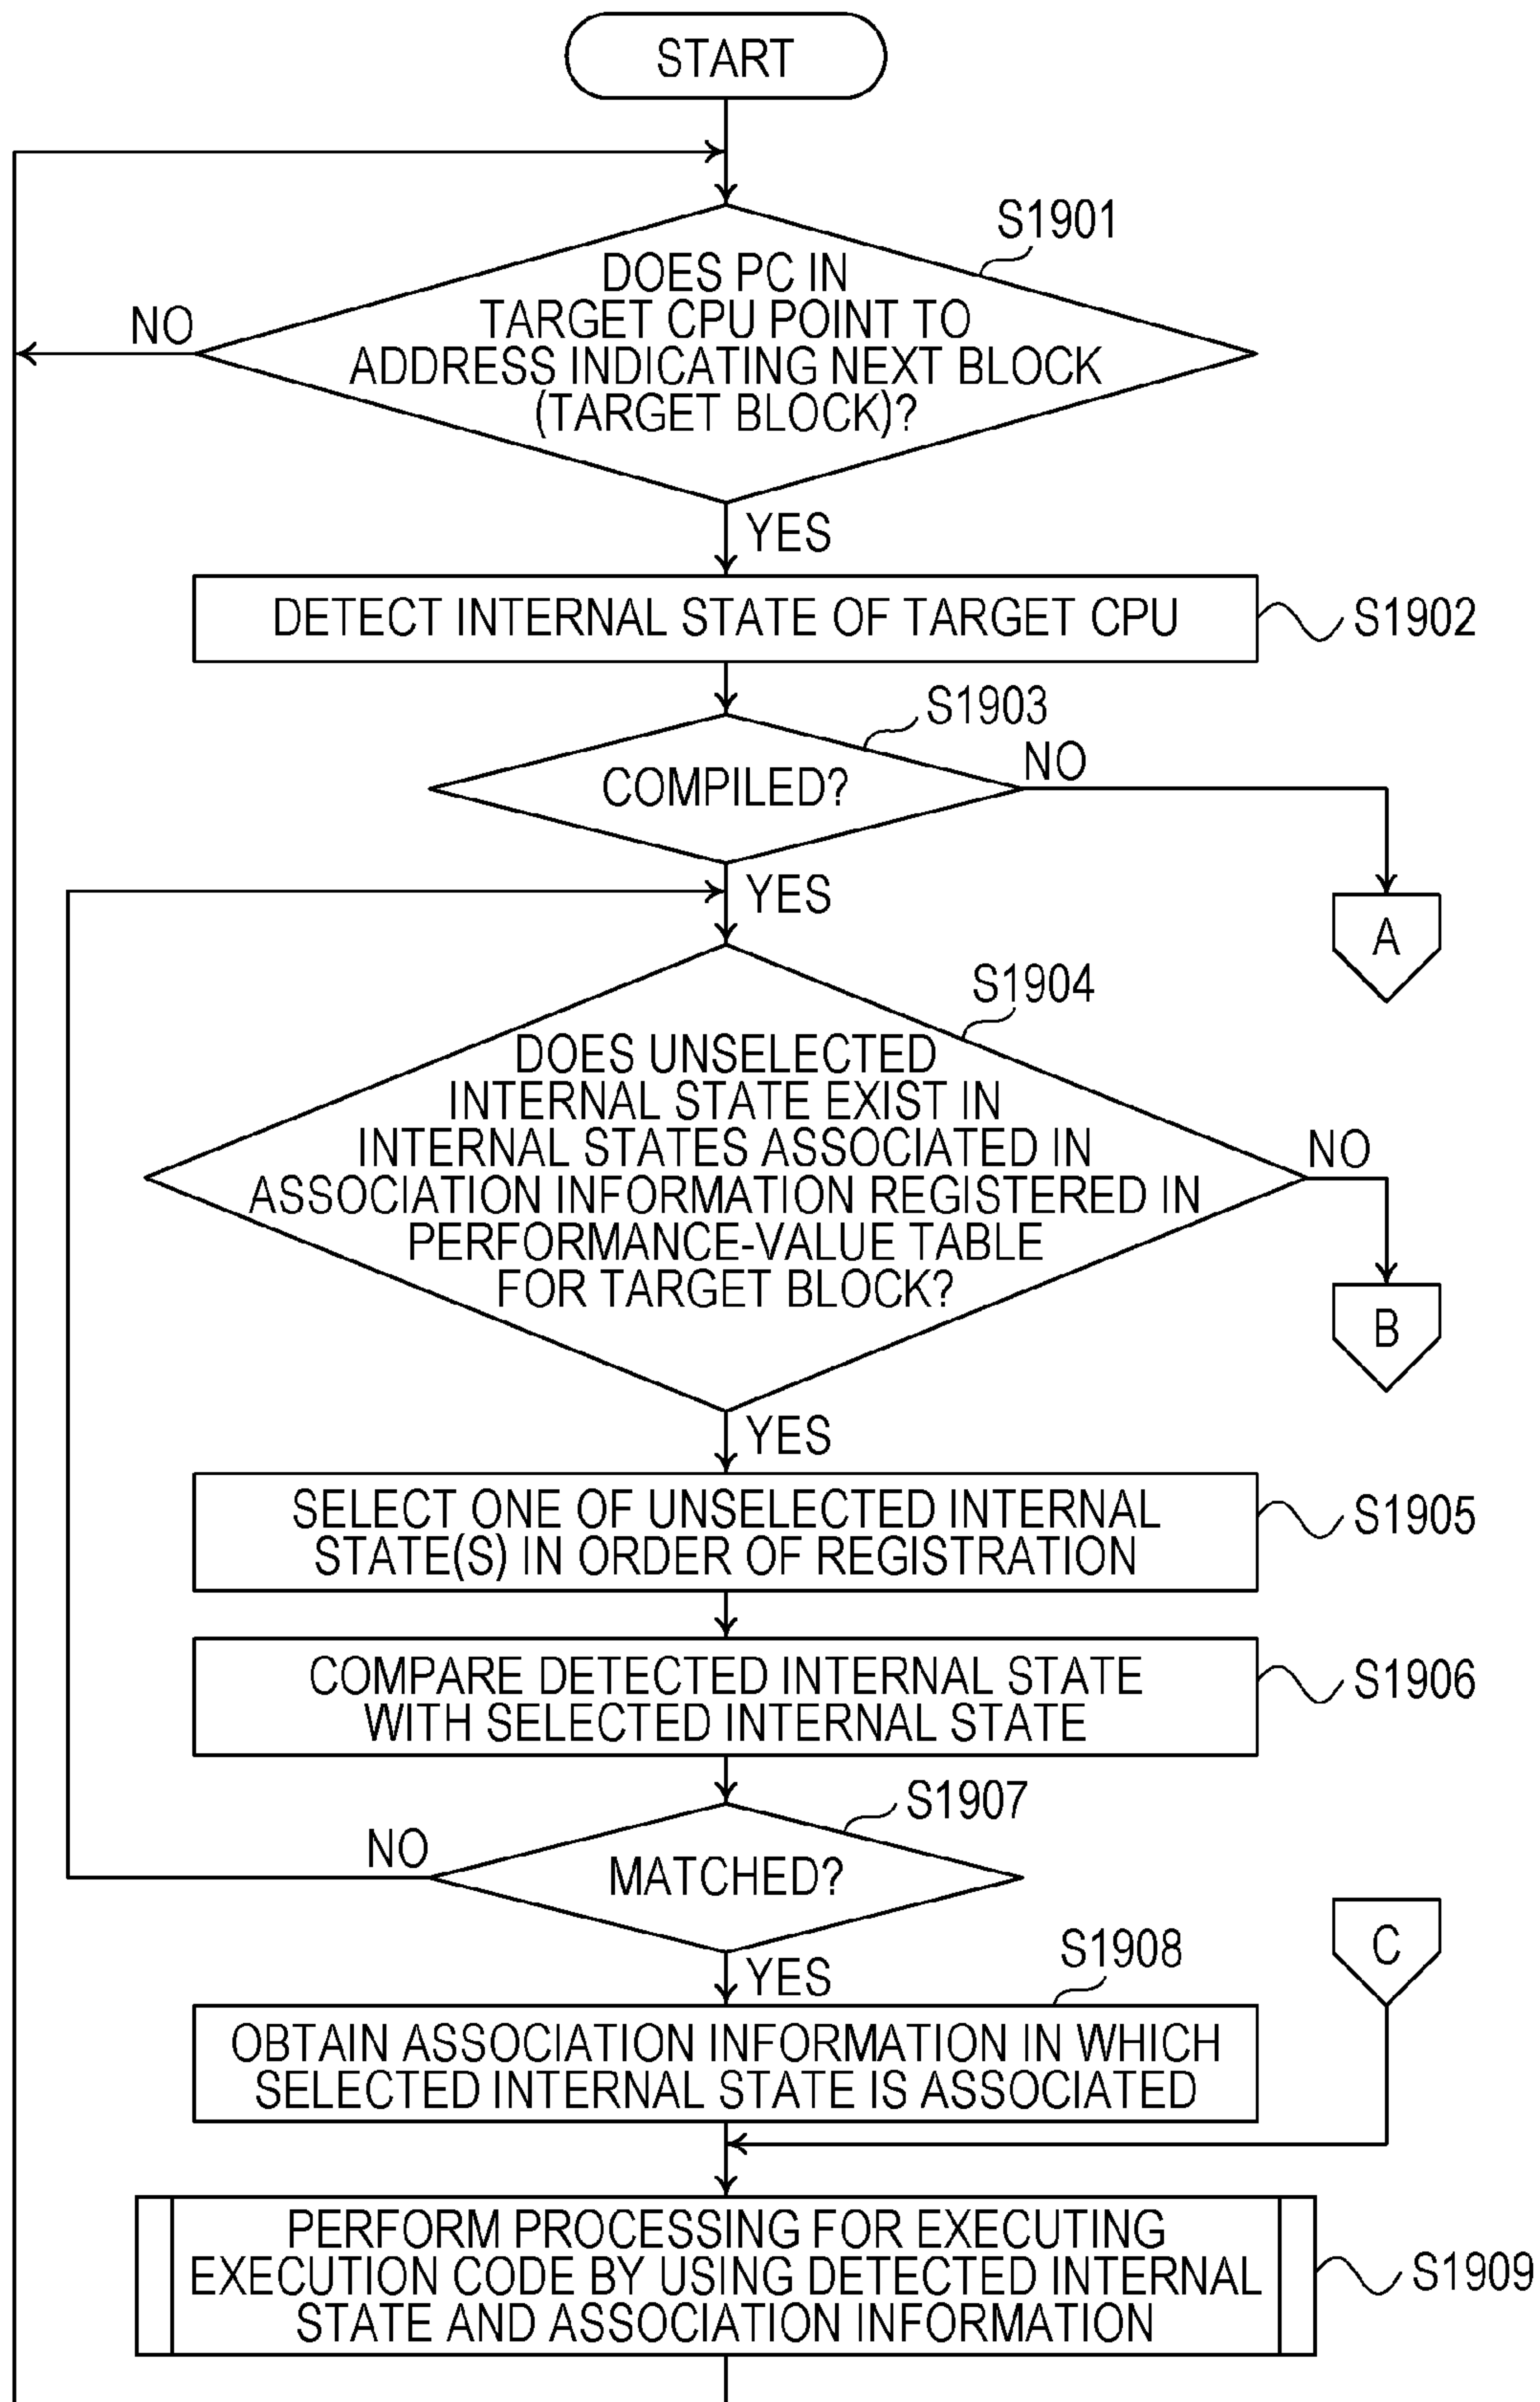 START
S1901
DOES PC IN
TARGET CPU POINT TO
ADDRESS INDICATING NEXT BLOCK
(TARGET BLOCK)?
NO
YES
DETECT INTERNAL STATE OF TARGET CPU
S1902
S1903
COMPILED?
NO
YES
A
S1904
DOES UNSELECTED
INTERNAL STATE EXIST IN
INTERNAL STATES ASSOCIATED IN
ASSOCIATION INFORMATION REGISTERED IN
PERFORMANCE-VALUE TABLE
FOR TARGET BLOCK?
NO
B
YES
SELECT ONE OF UNSELECTED INTERNAL
STATE(S) IN ORDER OF REGISTRATION
S1905
COMPARE DETECTED INTERNAL STATE
WITH SELECTED INTERNAL STATE
S1906
S1907
NO
MATCHED?
YES
C
S1908
OBTAIN ASSOCIATION INFORMATION IN WHICH
SELECTED INTERNAL STATE IS ASSOCIATED
PERFORM PROCESSING FOR EXECUTING
EXECUTION CODE BY USING DETECTED INTERNAL
STATE AND ASSOCIATION INFORMATION
S1909